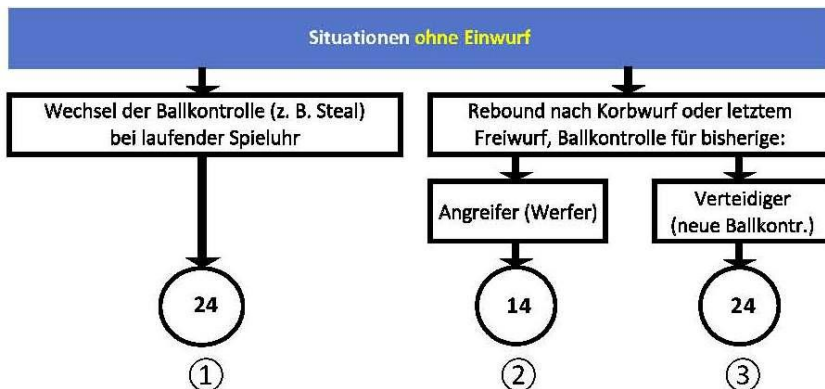 Situationen ohne Einwurf
Wechsel der Ballkontrolle (z. B. Steal)
bei laufender Spieluhr
Rebound nach Korbwurf oder letztem
Freiwurf, Ballkontrolle für bisherige:
Angreifer (Werfer)
Verteidiger
(neue Ballkontr.)
24
14
24
①
②
③